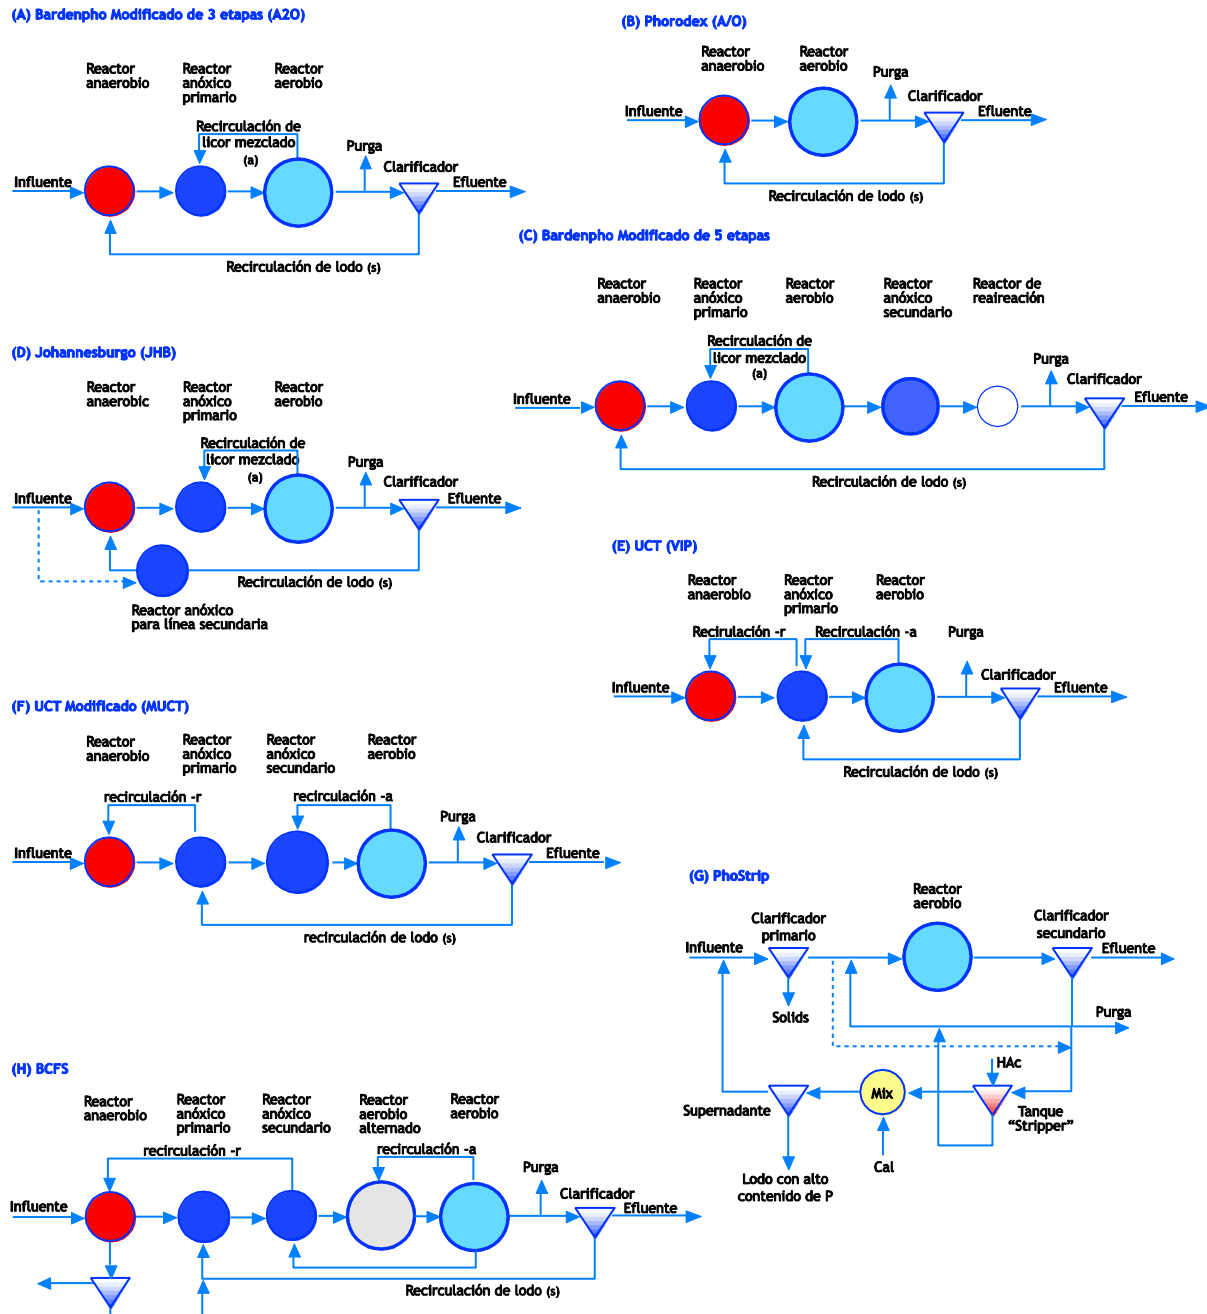 (A) Bardenpho Modificado de 3 etapas (A2O)
Reactor
anaerobio
Reactor
anóxico
primario
Reactor
aerobio
Recirculación de
licor mezclado
(a)
Purga
Clarificador
Influente
Efluente
Recirculación de lodo (s)
(B) Phorodex (A/O)
Reactor
anaerobio
Reactor
aerobio
Purga
Clarificador
Influente
Efluente
Recirculación de lodo (s)
(C) Bardenpho Modificado de 5 etapas
Reactor
anaerobio
Reactor
anóxico
primario
Reactor
aerobio
Reactor
anóxico
secundario
Reactor de
reaireación
Recirculación de
licor mezclado
(a)
Purga
Clarificador
Influente
Efluente
Recirculación de lodo (s)
(D) Johannesburgo (JHB)
Reactor
anaerobic
Reactor
anóxico
primario
Reactor
aerobio
Recirculación de
licor mezclado
(a)
Purga
Clarificador
Influente
Efluente
Recirculación de lodo (s)
Reactor anóxico
para línea secundaria
(E) UCT (VIP)
Reactor
anaerobio
Reactor
anóxico
primario
Reactor
aerobio
Recirulación -r
Recirculación -a
Purga
Clarificador
Influente
Efluente
Recirculación de lodo (s)
(F) UCT Modificado (MUCT)
Reactor
anaerobio
Reactor
anóxico
primario
Reactor
anóxico
secundario
Reactor
aerobio
recirculación -r
recirculación -a
Purga
Clarificador
Influente
Efluente
recirculación de lodo (s)
(G) PhoStrip
Reactor
aerobio
Clarificador
primario
Clarificador
secundario
Influente
Efluente
Solids
Purga
HAc
Mix
Supernadante
Tanque
“Stripper”
Cal
Lodo con alto
contenido de P
(H) BCFS
Reactor
anaerobio
Reactor
anóxico
primario
Reactor
anóxico
secundario
Reactor
aerobio
alternado
Reactor
aerobio
recirculación -r
recirculación -a
Purga
Clarificador
Influente
Efluente
Recirculación de lodo (s)